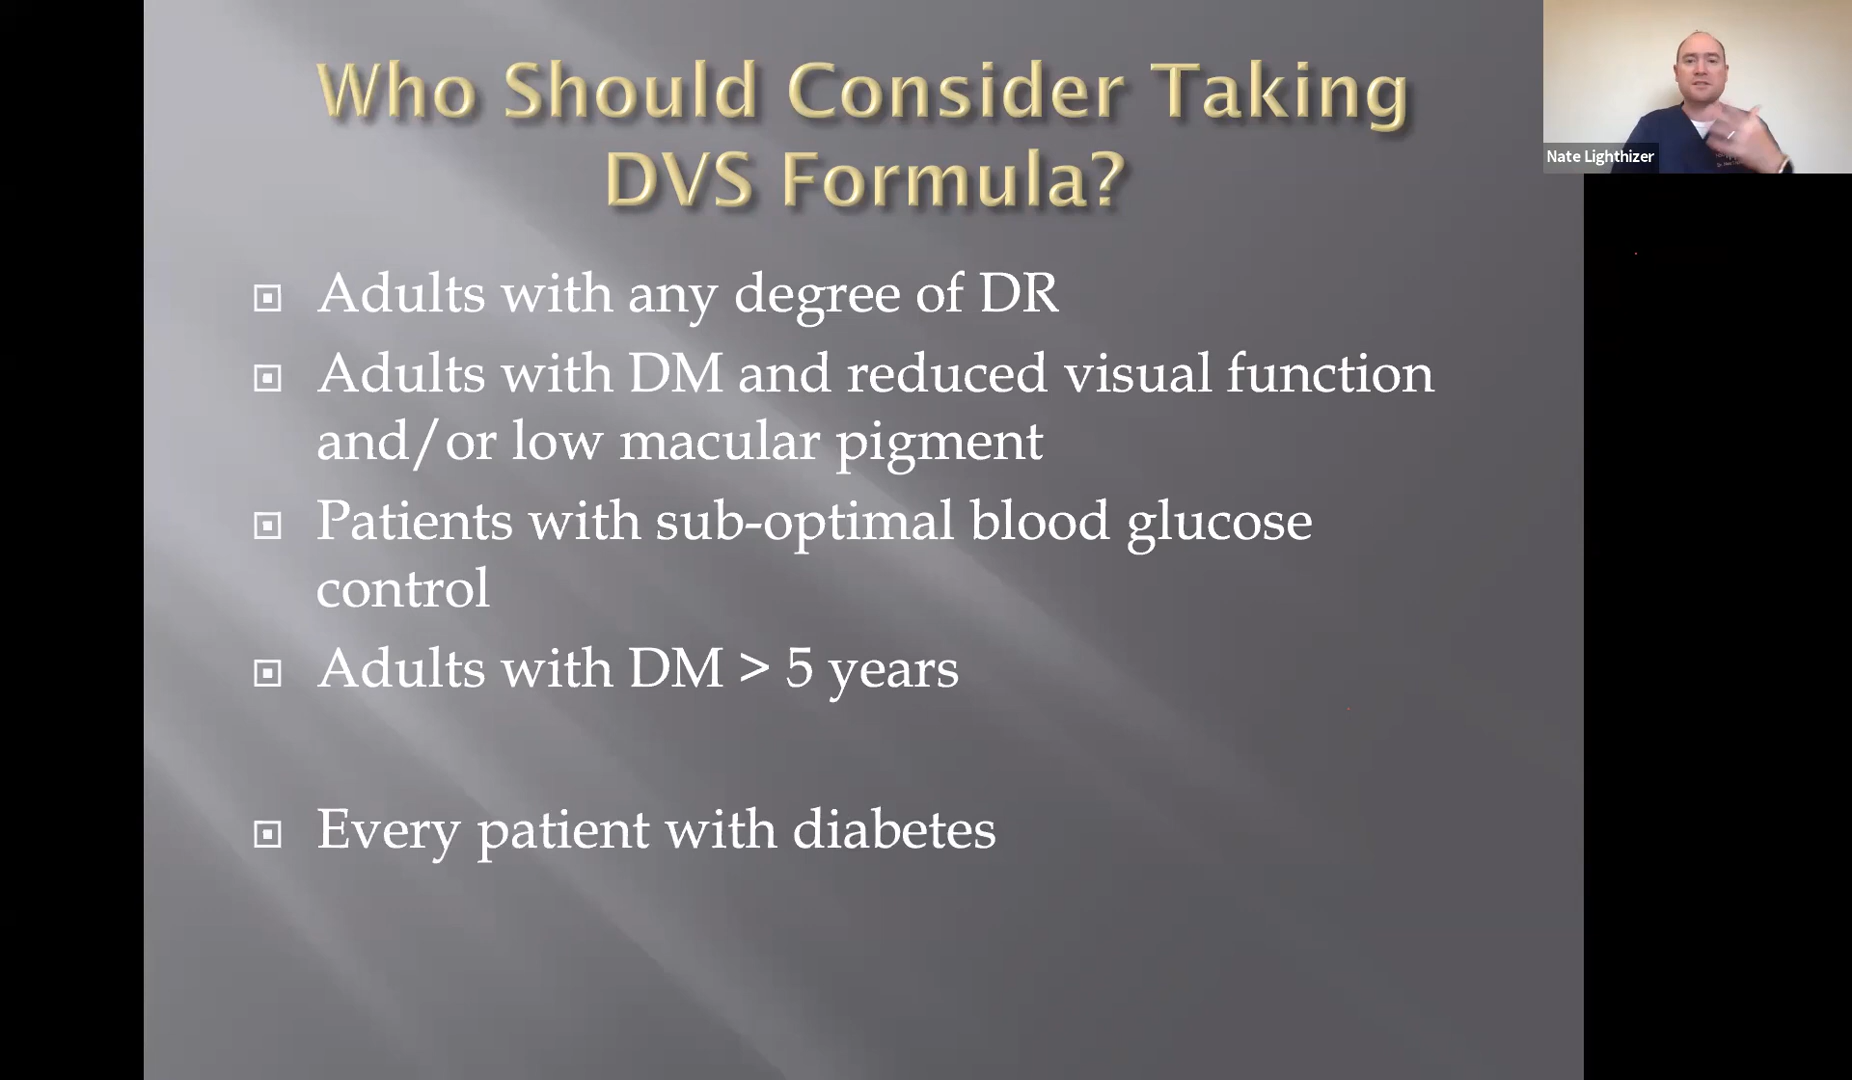 Who Should Consider Taking
DVS Formula?
Adults with any degree of DR
Adults with DM and reduced visual function
and/or low macular pigment
Patients with sub-optimal blood glucose
control
Adults with DM > 5 years
Every patient with diabetes
Nate Lighthizer